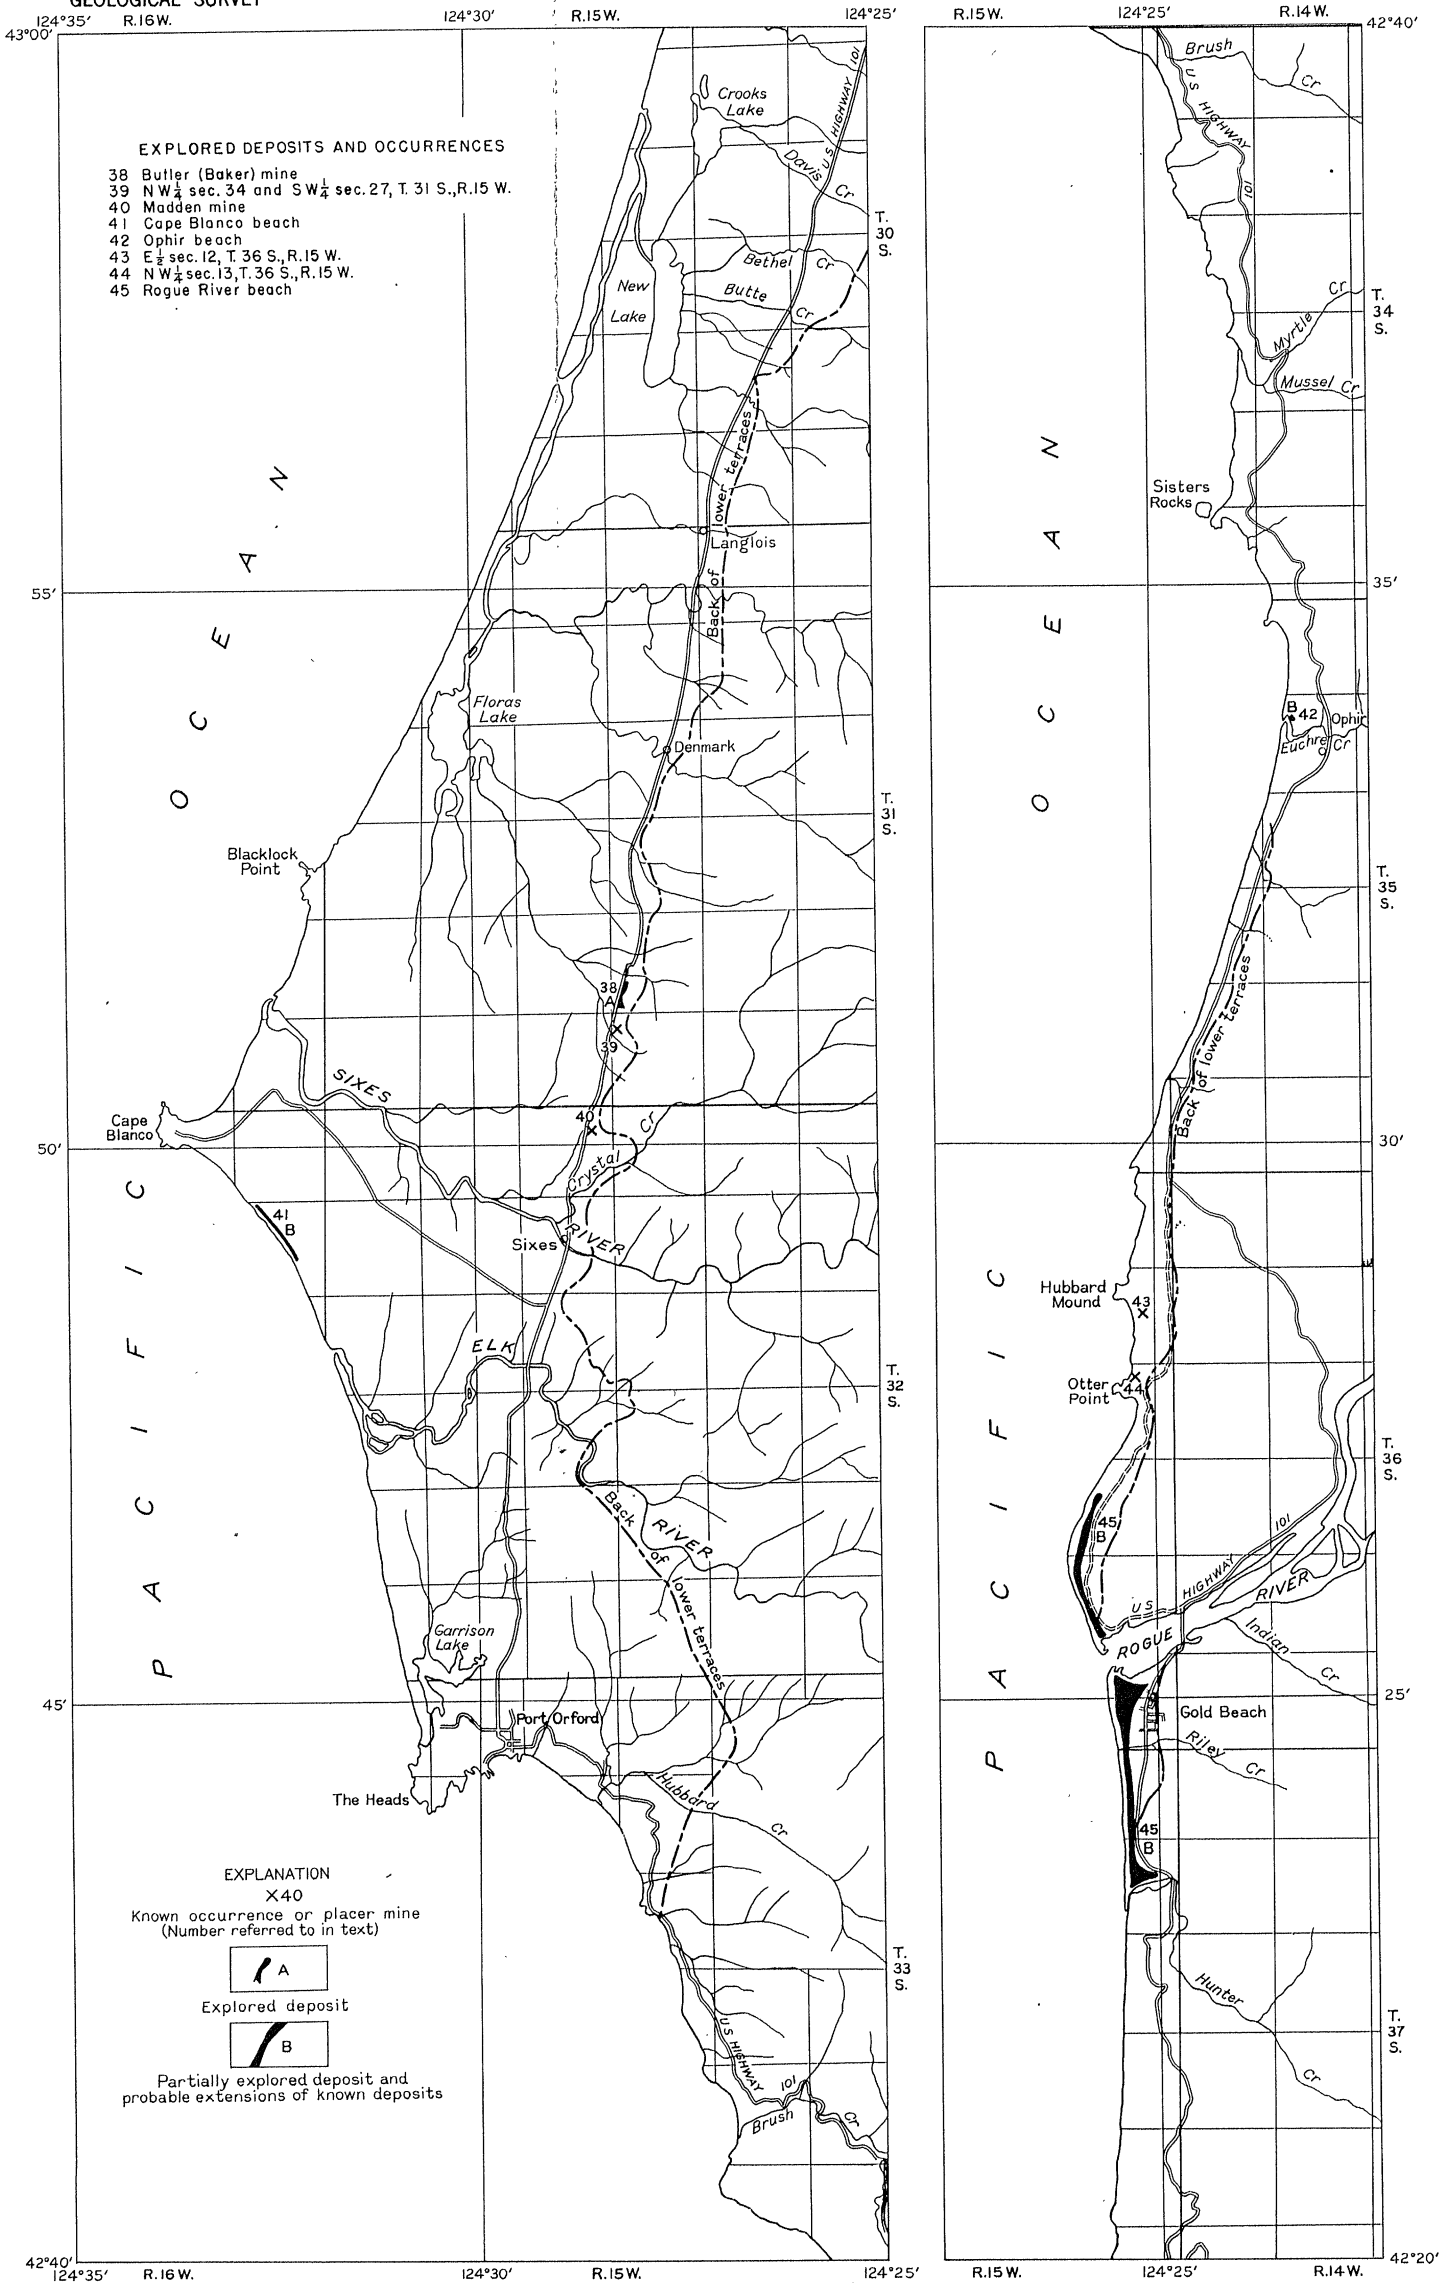 GEOLOGICAL SURVEY
124°35′ R.16W. 124°30′ R.15W. 124°25′
43°00′
EXPLORED DEPOSITS AND OCCURRENCES
38 Butler (Baker) mine
39 NW¼ sec. 34 and SW¼ sec. 27, T. 31 S., R.15 W.
40 Madden mine
41 Cape Blanco beach
42 Ophir beach
43 E½ sec. 12, T. 36 S., R.15 W.
44 NW¼ sec. 13, T. 36 S., R.15 W.
45 Rogue River beach
Crooks
Lake
US HIGHWAY 101
Davis Cr
T.
30
S.
Bethel Cr
New
Lake
Butte
Cr
Back of lower terraces
Langlois
55′
Floras
Lake
Denmark
T.
31
S.
Blacklock
Point
38
A
39
SIXES
40
Crystal Cr
Cape
Blanco
50′
41
B
Sixes
RIVER
ELK
T.
32
S.
Back of lower terraces
RIVER
Garrison
Lake
45′
Port Orford
The Heads
Hubbard
Cr
PACIFIC OCEAN
EXPLANATION
X40
Known occurrence or placer mine
(Number referred to in text)
A
Explored deposit
B
Partially explored deposit and
probable extensions of known deposits
T.
33
S.
US HIGHWAY
101
Brush Cr
42°40′
124°35′ R.16W. 124°30′ R.15W. 124°25′
R.15W. 124°25′ R.14W.
42°40′
Brush
Cr
US HIGHWAY
101
Cr
T.
34
S.
Myrtle
Mussel Cr
Sisters
Rocks
35′
B
42
Ophir
Euchre
Cr
T.
35
S.
Back of lower terraces
30′
Hubbard
Mound
43
Otter
Point
44
T.
36
S.
45
B
US HIGHWAY 101
ROGUE RIVER
Indian
Cr
25′
Gold Beach
Riley
Cr
45
B
Hunter
Cr
T.
37
S.
PACIFIC OCEAN
42°20′
R.15W. 124°25′ R.14W.